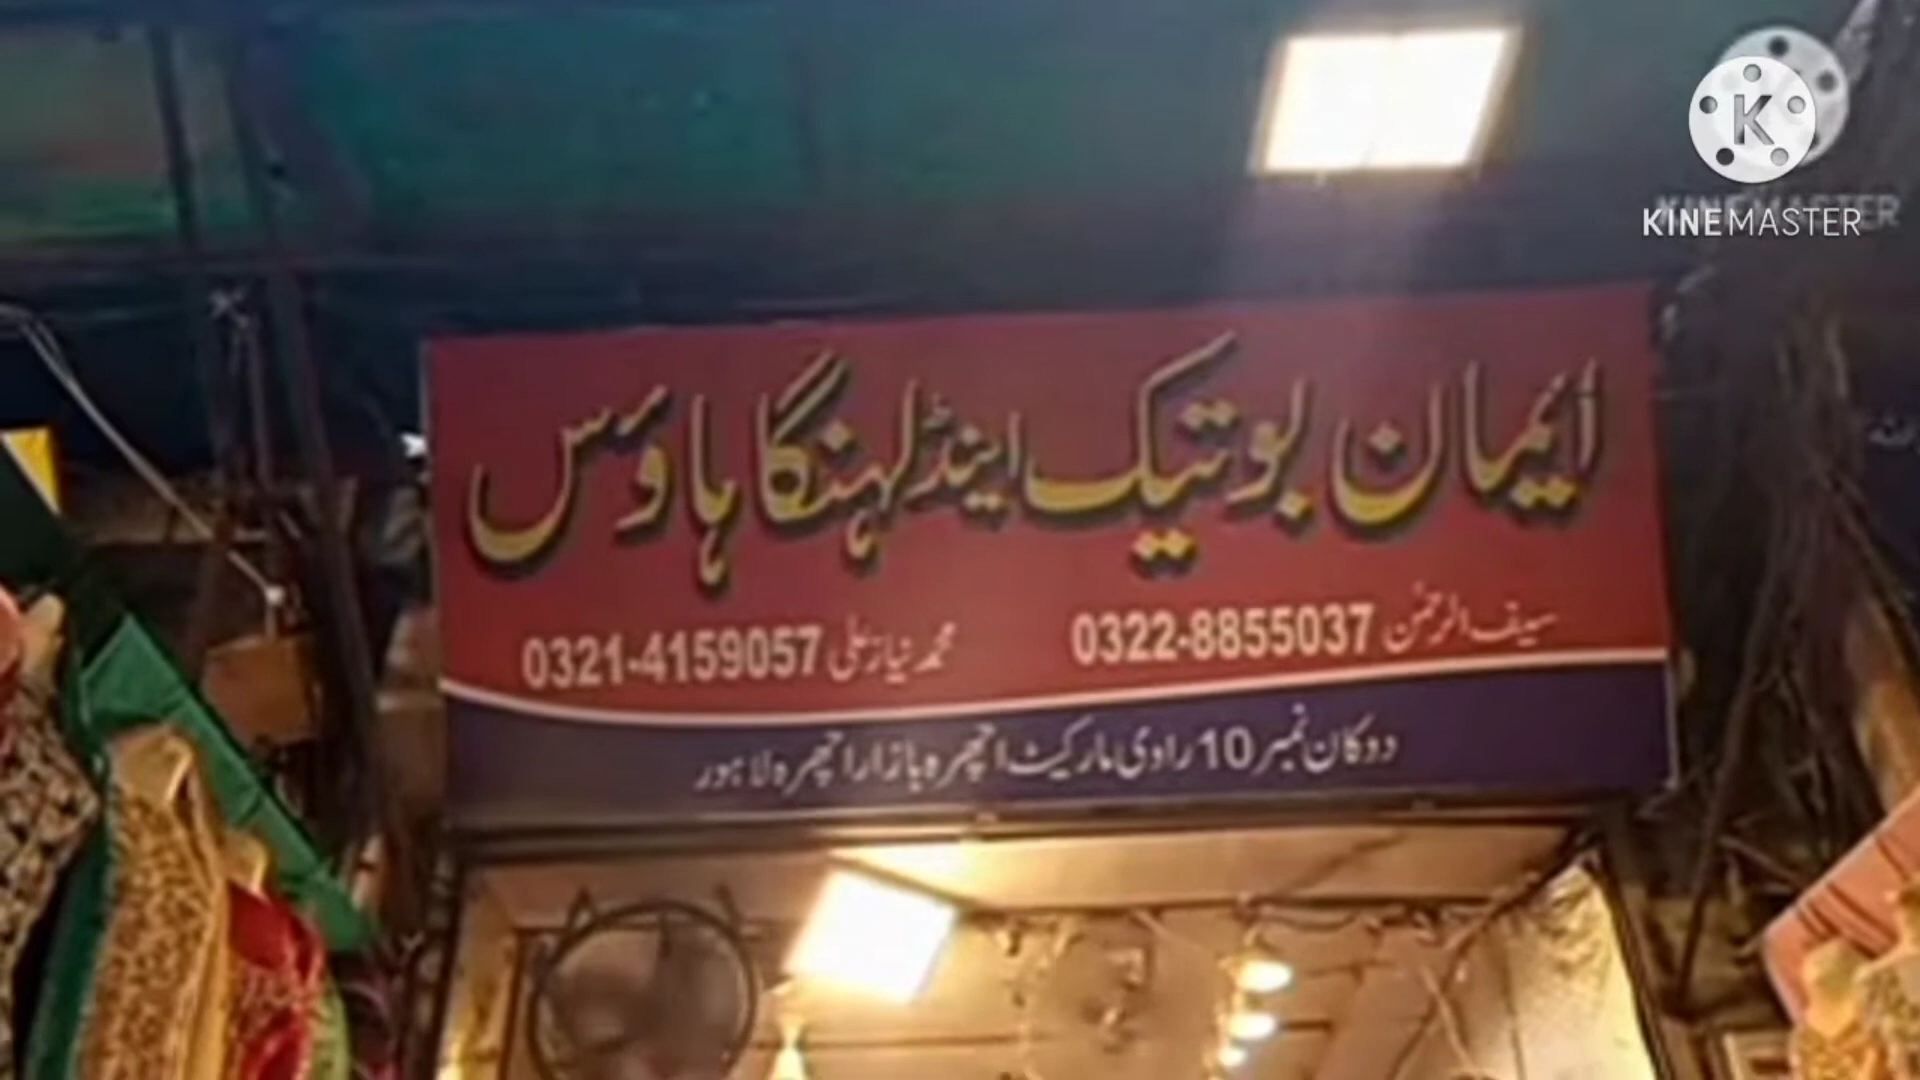 KINEMASTER
ایمان بوتیک اینڈ لہنگا ہاؤس
سیف الرحمٰن 0322-8855037 محمد نیاز علی 0321-4159057
دوکان نمبر 10 راوی مارکیٹ اچھرہ بازار اچھرہ لاہور